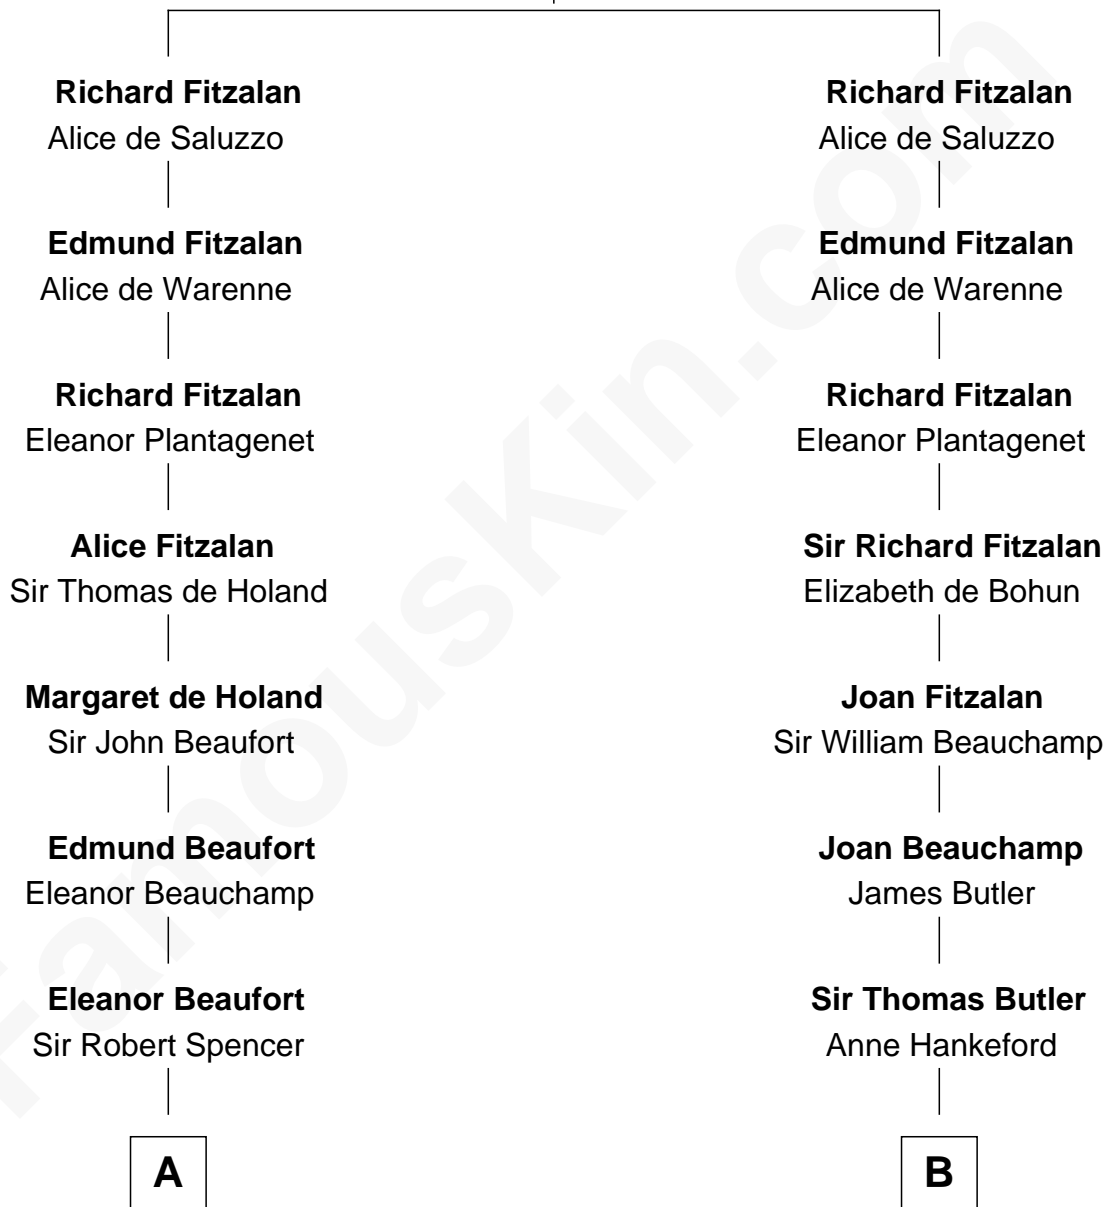 Richard Fitzalan
Alice de Saluzzo
Edmund Fitzalan
Alice de Warenne
Richard Fitzalan
Eleanor Plantagenet
Alice Fitzalan
Sir Thomas de Holand
Margaret de Holand
Sir John Beaufort
Edmund Beaufort
Eleanor Beauchamp
Eleanor Beaufort
Sir Robert Spencer
A
Richard Fitzalan
Alice de Saluzzo
Edmund Fitzalan
Alice de Warenne
Richard Fitzalan
Eleanor Plantagenet
Sir Richard Fitzalan
Elizabeth de Bohun
Joan Fitzalan
Sir William Beauchamp
Joan Beauchamp
James Butler
Sir Thomas Butler
Anne Hankeford
B
FamousKin.com